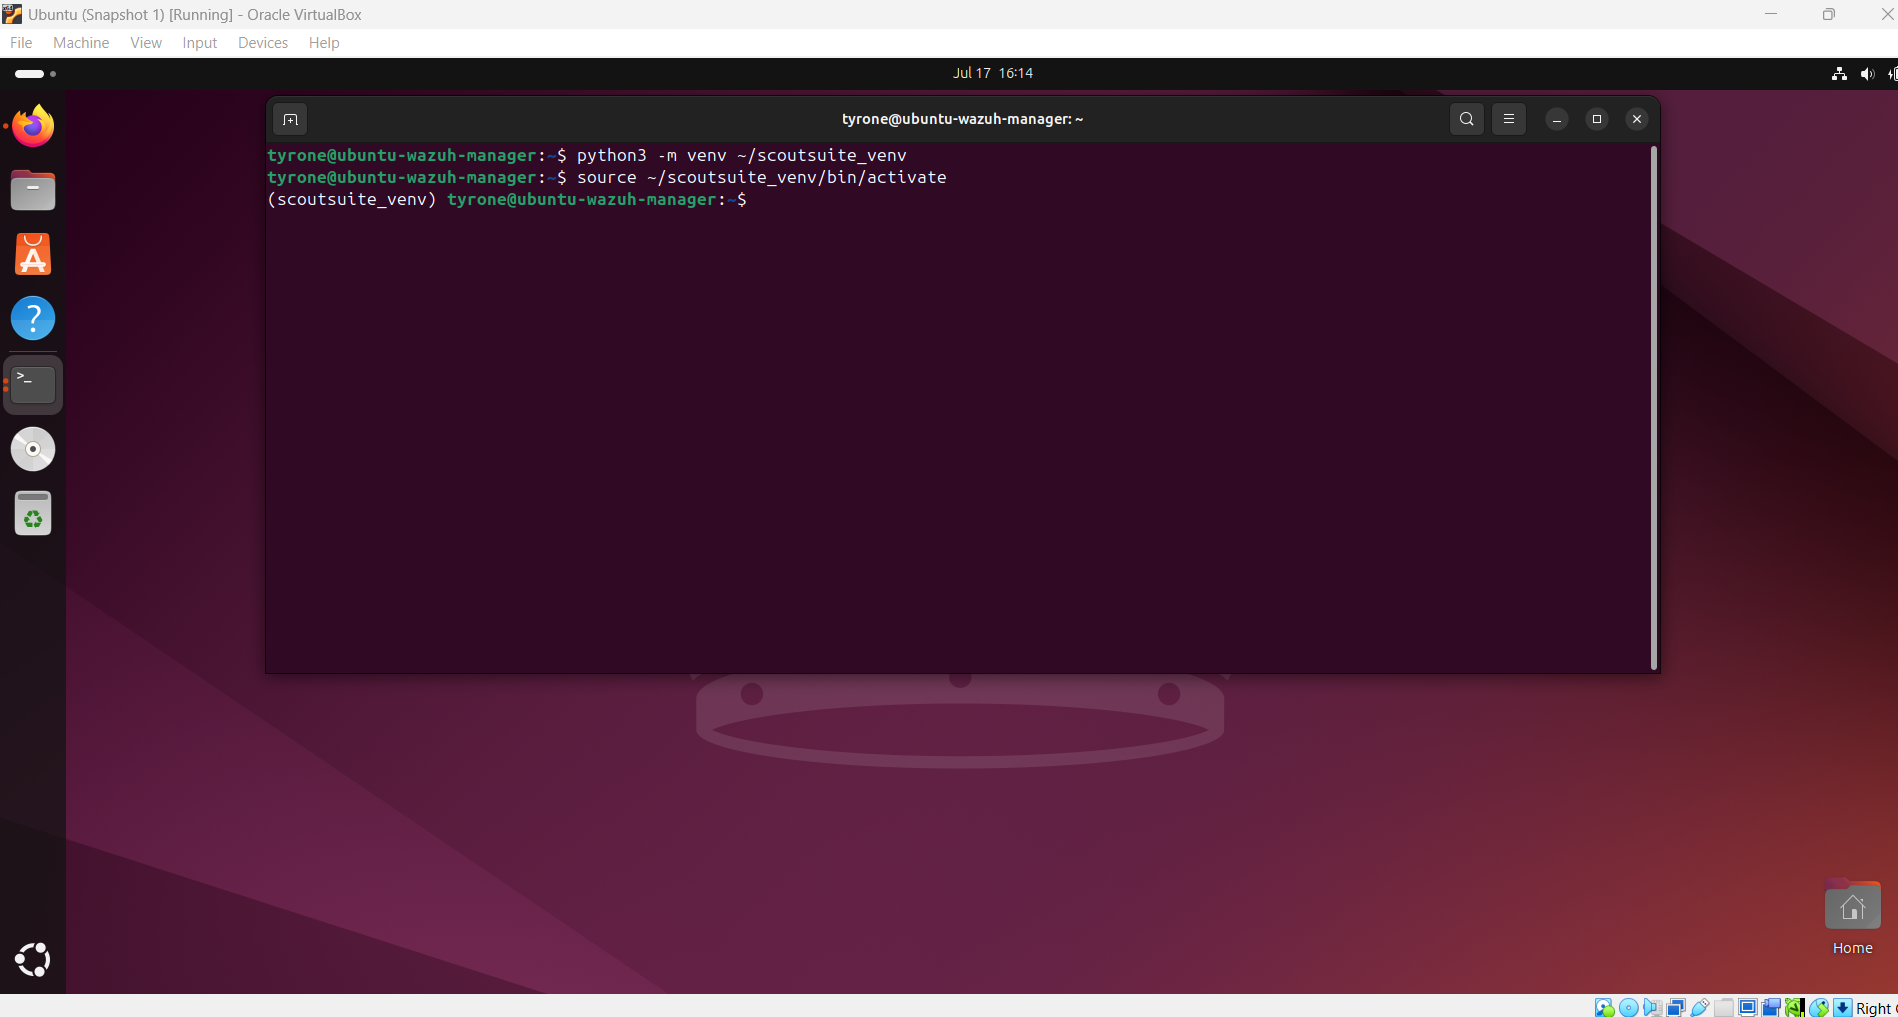 Ubuntu (Snapshot 1) [Running] - Oracle VirtualBox
File Machine View Input Devices Help
Jul 17 16:14
tyrone@ubuntu-wazuh-manager: ~
tyrone@ubuntu-wazuh-manager:~$ python3 -m venv ~/scoutsuite_venv
tyrone@ubuntu-wazuh-manager:~$ source ~/scoutsuite_venv/bin/activate
(scoutsuite_venv) tyrone@ubuntu-wazuh-manager:~$
Home
Right